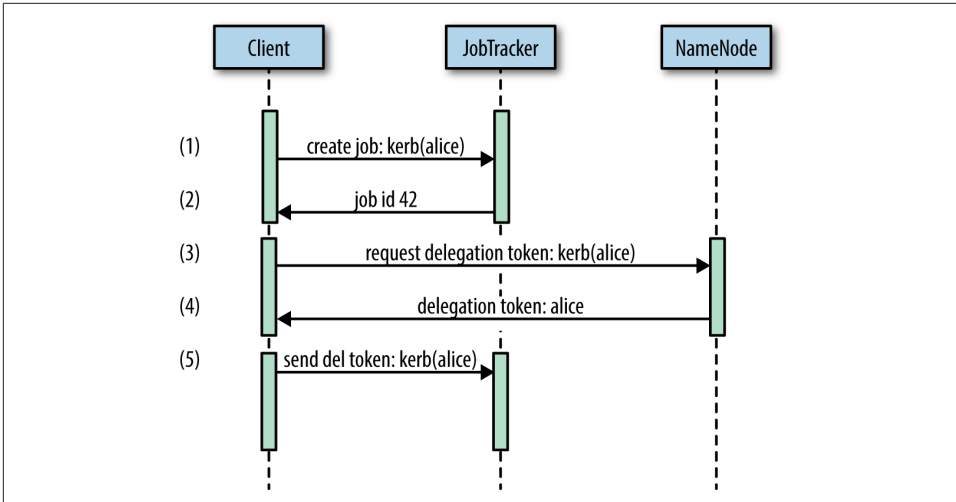 Client
JobTracker
NameNode
(1)
create job: kerb(alice)
(2)
job id 42
(3)
request delegation token: kerb(alice)
(4)
delegation token: alice
(5)
send del token: kerb(alice)